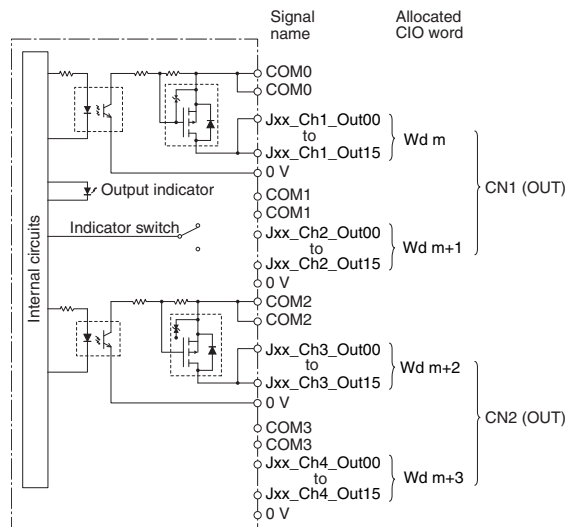 Signal
name
Allocated
CIO word
COM0
COM0
Jxx_Ch1_Out00
to
Jxx_Ch1_Out15
Wd m
0 V
COM1
COM1
Jxx_Ch2_Out00
to
Jxx_Ch2_Out15
Wd m+1
0 V
CN1 (OUT)
COM2
COM2
Jxx_Ch3_Out00
to
Jxx_Ch3_Out15
Wd m+2
0 V
COM3
COM3
Jxx_Ch4_Out00
to
Jxx_Ch4_Out15
Wd m+3
0 V
CN2 (OUT)
Internal circuits
Output indicator
Indicator switch